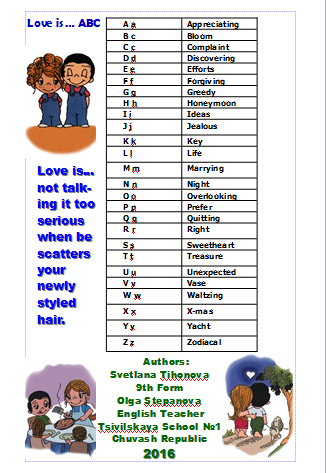 Love is ... ABC
A a Appreciating
B c Bloom
C c Complaint
D d Discovering
E e Efforts
F f Forgiving
G g Greedy
H h Honeymoon
I i Ideas
J j Jealous
K k Key
L l Life
M m Marrying
N n Night
O o Overlooking
P p Prefer
Q q Quitting
R r Right
S s Sweetheart
T t Treasure
U u Unexpected
V v Vase
W w Waltzing
X x X-mas
Y y Yacht
Z z Zodiacal
Love is...
not talk-
ing it too
serious
when be
scatters
your
newly
styled
hair.
Authors:
Svetlana Tihonova
9th Form
Olga Stepanova
English Teacher
Tsivilskaya School №1
Chuvash Republic
2016